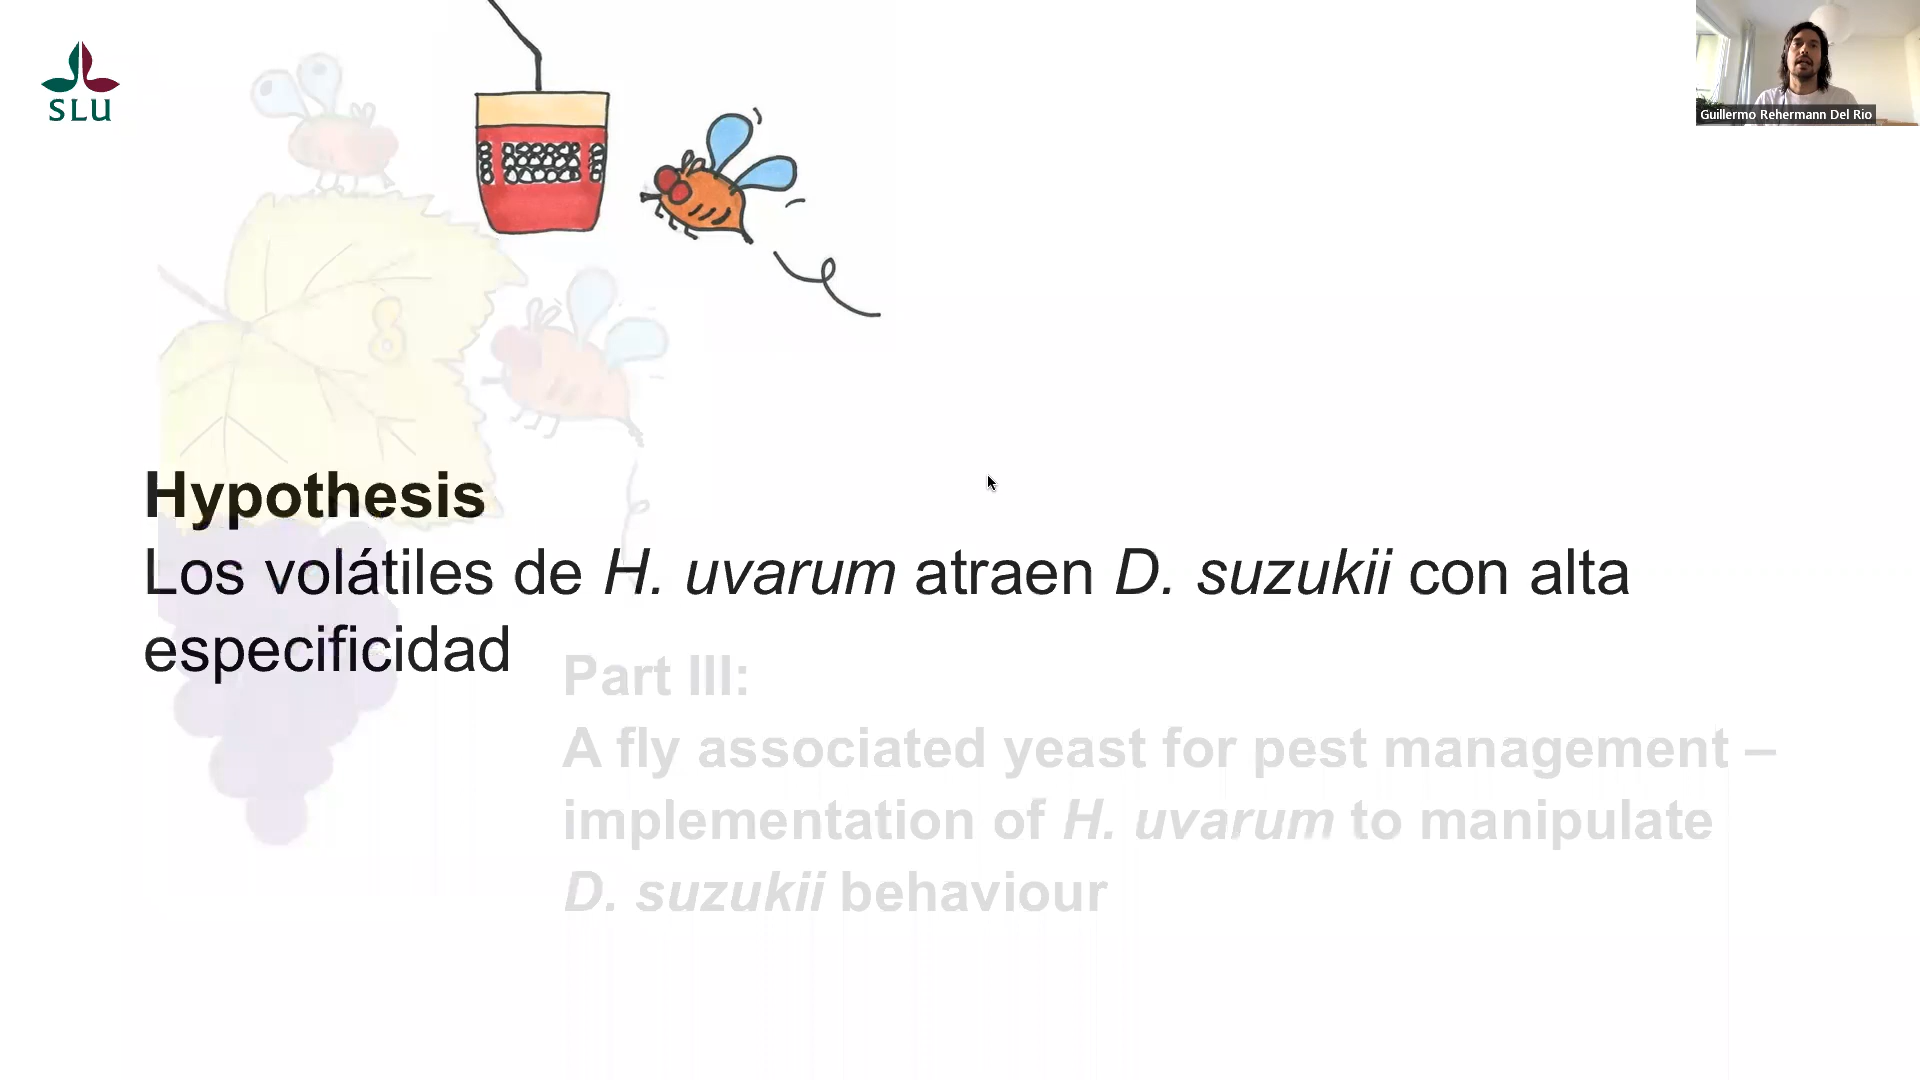 SLU
Guillermo Rehermann Del Rio
Hypothesis
Los volátiles de H. uvarum atraen D. suzukii con alta
especificidad
Part III:
A fly associated yeast for pest management –
implementation of H. uvarum to manipulate
D. suzukii behaviour